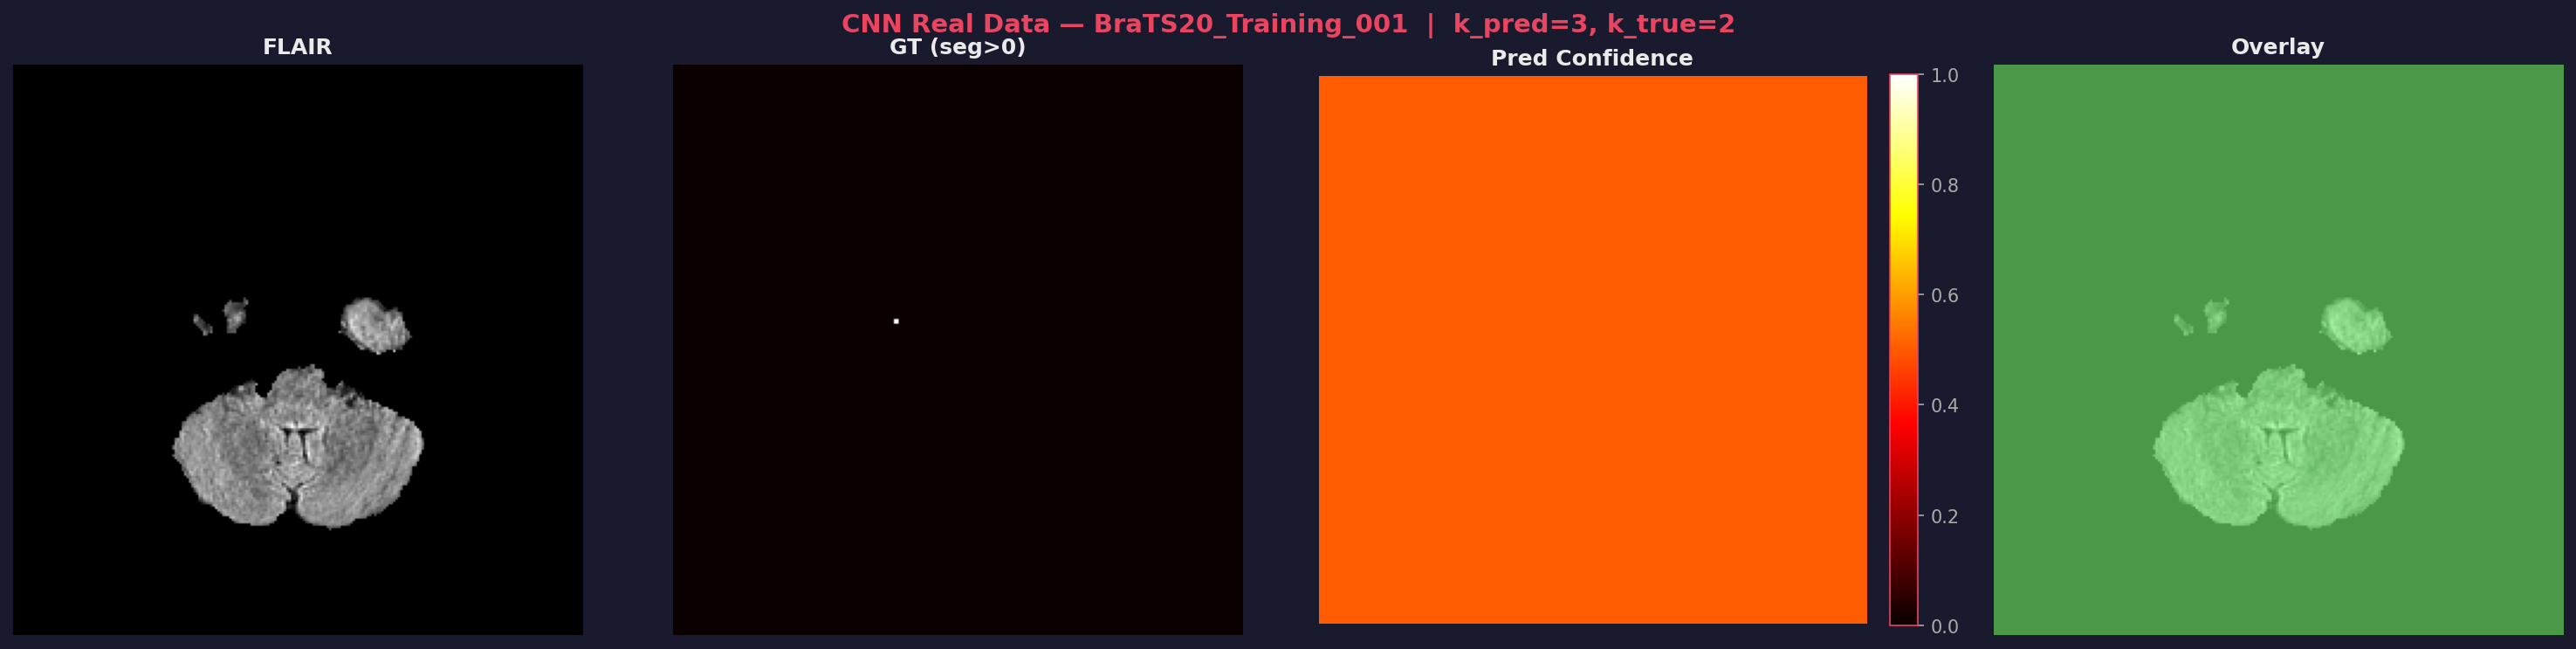 CNN Real Data — BraTS20_Training_001 | k_pred=3, k_true=2
FLAIR
GT (seg>0)
Pred Confidence
Overlay
1.0
0.8
0.6
0.4
0.2
0.0